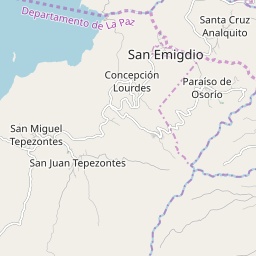 Departamento de La Paz
Santa Cruz
Analquito
San Emigdio
Concepción
Lourdes
Paraíso de
Osorio
San Miguel
Tepezontes
San Juan Tepezontes